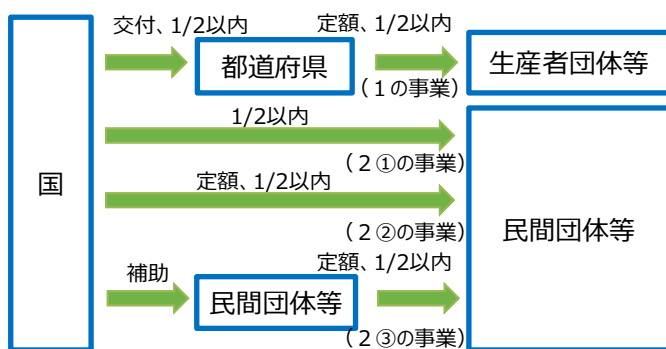 交付、1/2以内
定額、1/2以内
国
都道府県
生産者団体等
（１の事業）
1/2以内
（２①の事業）
定額、1/2以内
（２②の事業）
民間団体等
定額、1/2以内
補助
民間団体等
（２③の事業）